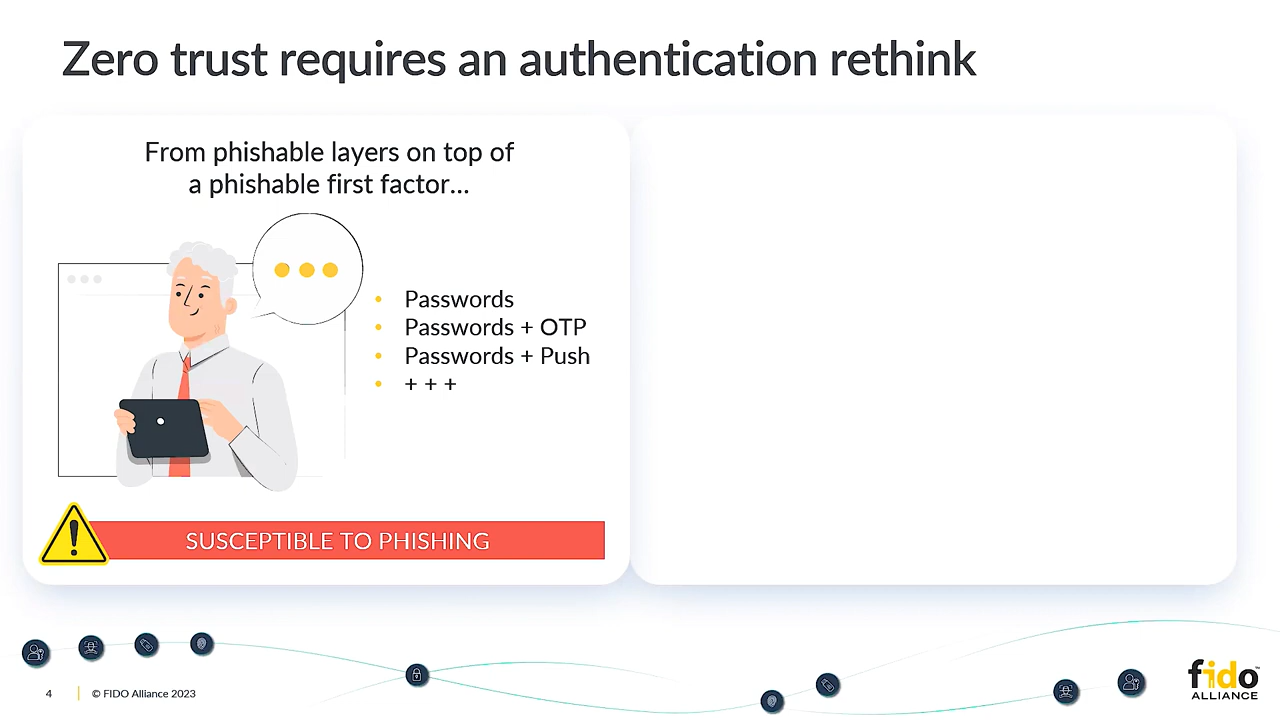 Zero trust requires an authentication rethink
From phishable layers on top of
a phishable first factor...
• Passwords
• Passwords + OTP
• Passwords + Push
• + + +
SUSCEPTIBLE TO PHISHING
4 | © FIDO Alliance 2023
fido™
ALLIANCE